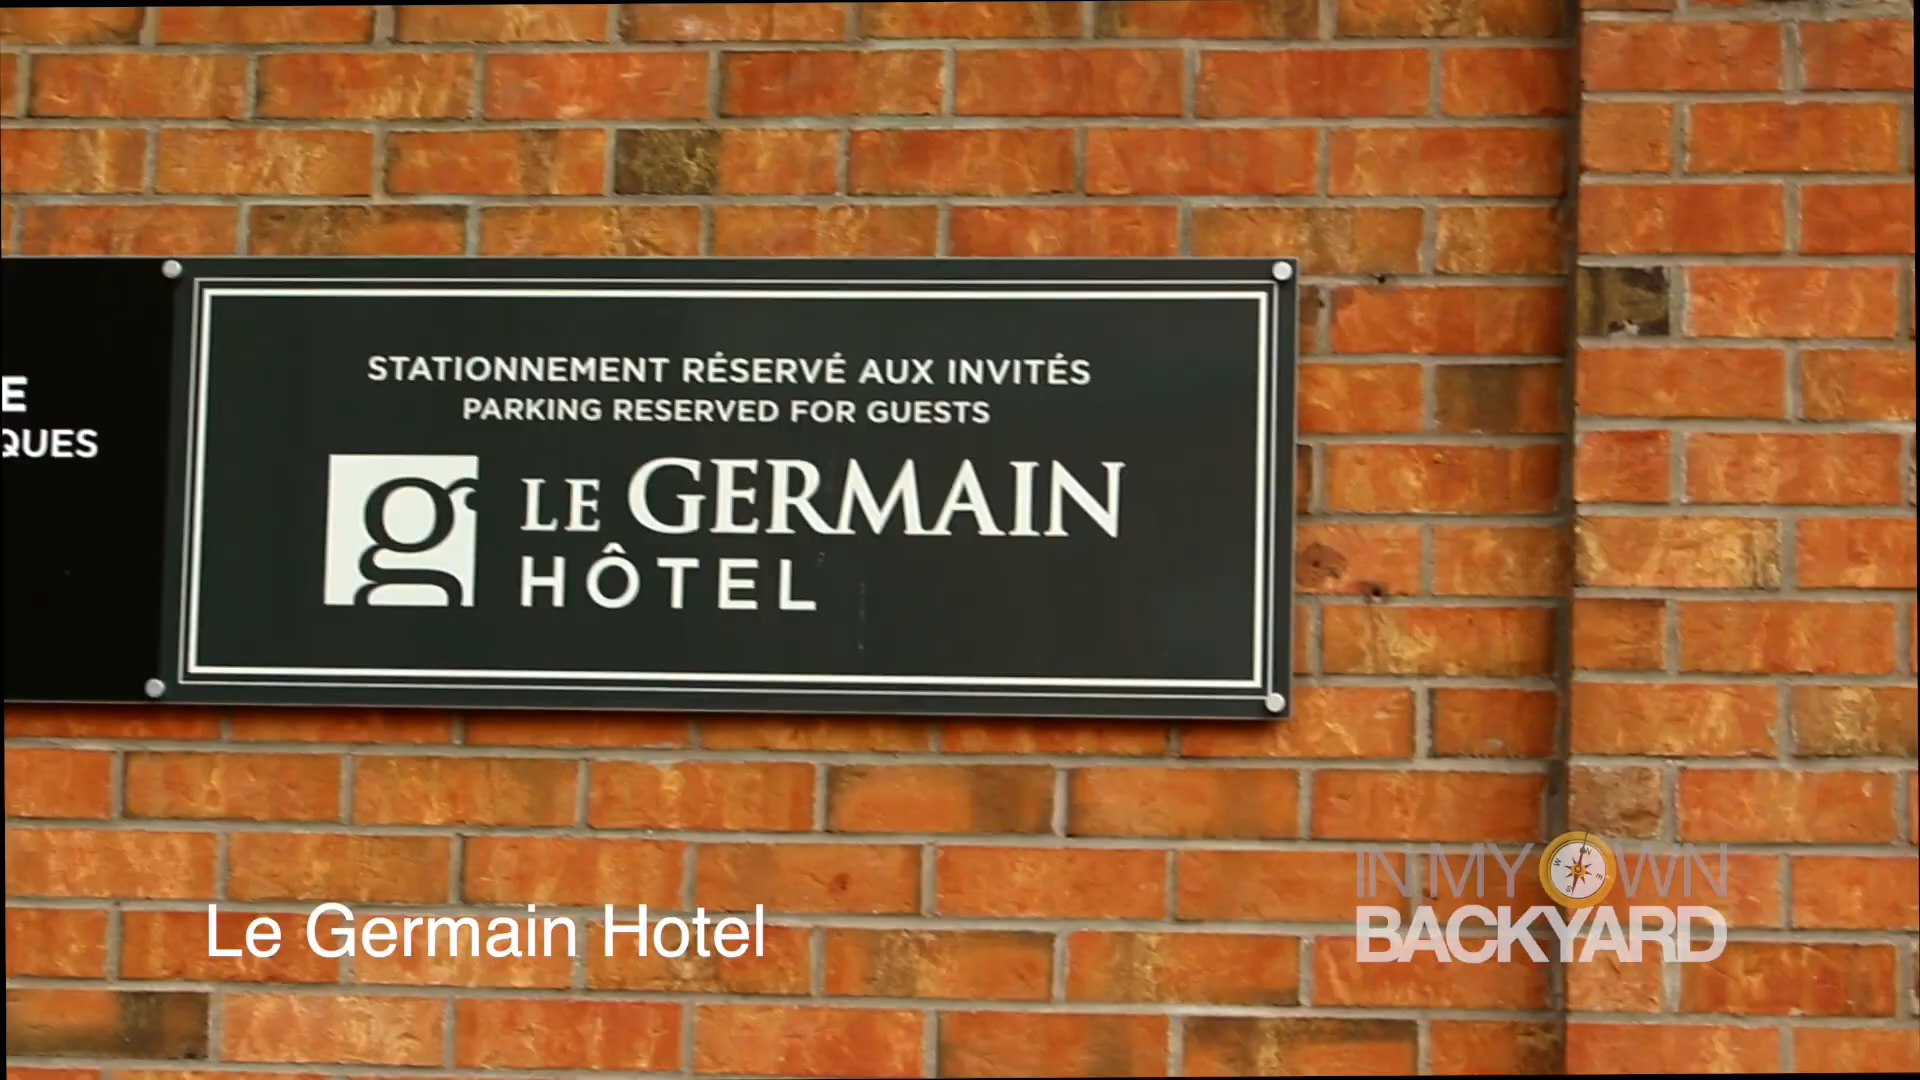 E
QUES
STATIONNEMENT RÉSERVÉ AUX INVITÉS
PARKING RESERVED FOR GUESTS
g
LE GERMAIN
HÔTEL
Le Germain Hotel
IN MY OWN
BACKYARD